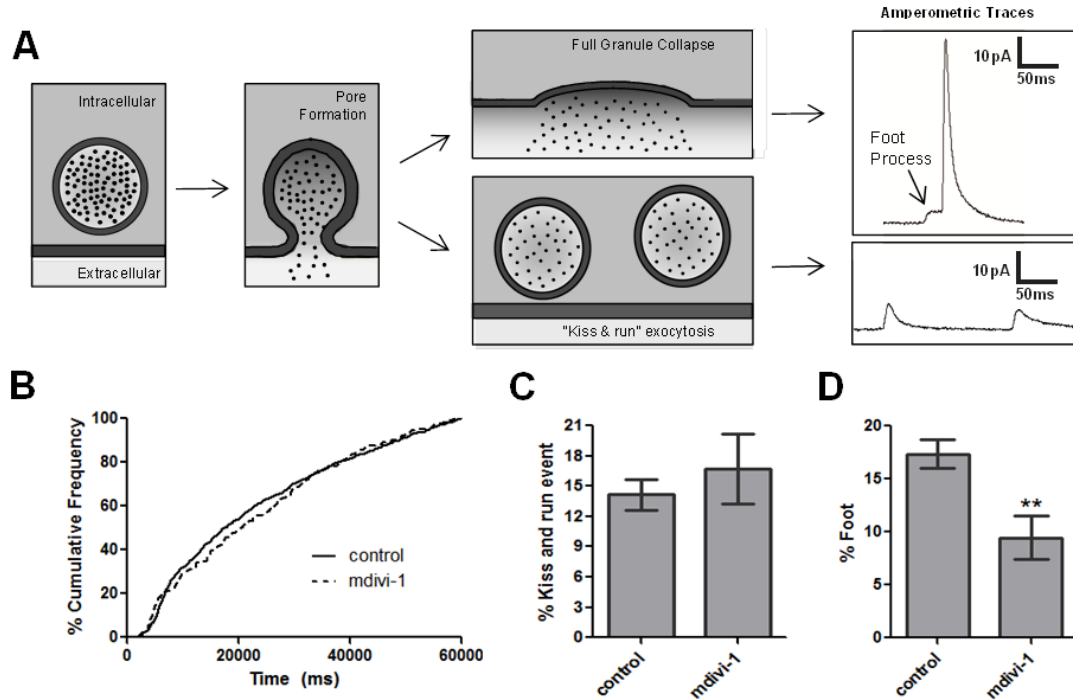 A
Intracellular
Extracellular
Pore
Formation
Full Granule Collapse
"Kiss & run" exocytosis
Amperometric Traces
10 pA
50ms
Foot
Process
10 pA
50ms
B
% Cumulative Frequency
100
80
60
40
20
0
control
mdivi-1
0
20000
40000
60000
Time (ms)
C
% Kiss and run event
21
18
15
12
9
6
3
0
control
mdivi-1
D
% Foot
20
15
10
5
0
**
control
mdivi-1